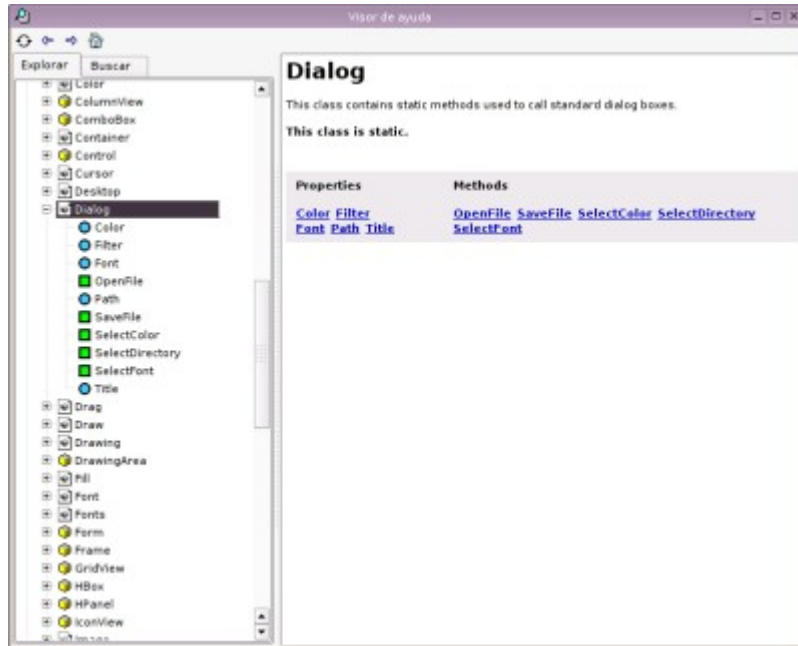 Visor de ayuda
Explorar Buscar
Color
ColumnView
ComboBox
Container
Control
Cursor
Desktop
Dialog
Color
Filter
Font
OpenFile
Path
SaveFile
SelectColor
SelectDirectory
SelectFont
Title
Drag
Draw
Drawing
DrawingArea
Fill
Font
Fonts
Form
Frame
GridView
HBox
HPanel
IconView
Image
Dialog
This class contains static methods used to call standard dialog boxes.
This class is static.
Properties Methods
Color Filter OpenFile SaveFile SelectColor SelectDirectory
Font Path Title SelectFont